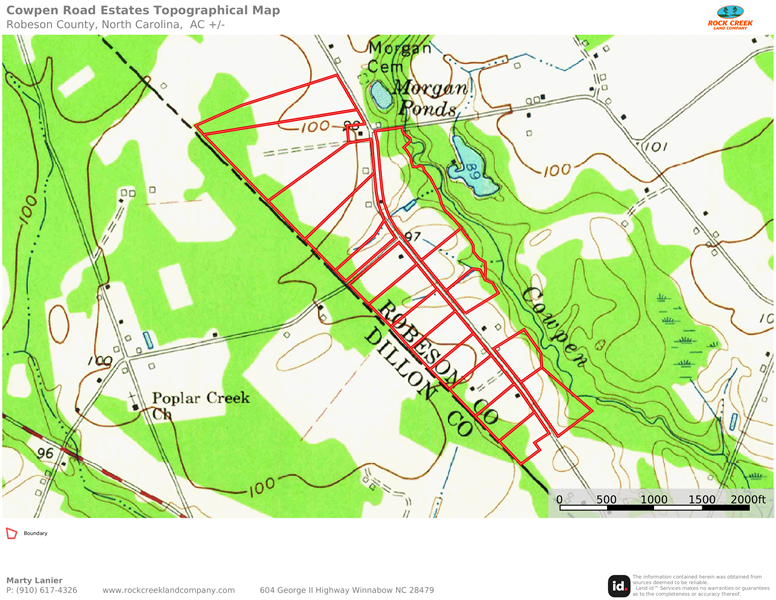 Cowpen Road Estates Topographical Map
Robeson County, North Carolina, AC +/-
ROCK CREEK
LAND COMPANY
Morgan
Cem
Morgan
Ponds
100
101
100
89
100
97
Cowpen
ROBESON CO
DILLON CO
100
Poplar Creek
Ch
96
100
0 500 1000 1500 2000ft
Boundary
Marty Lanier
P: (910) 617-4326 www.rockcreeklandcompany.com 604 George II Highway Winnabow NC 28479
id.
The information contained herein was obtained from
sources deemed to be reliable.
Land id™ Services makes no warranties or guarantees
as to the completeness or accuracy thereof.